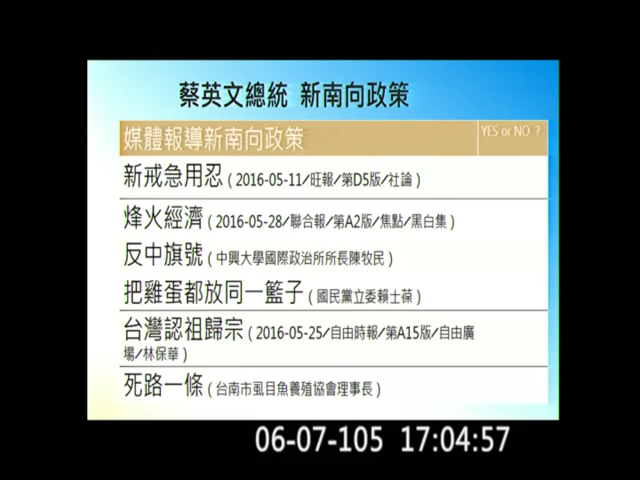 蔡英文總統 新南向政策
媒體報導新南向政策 YES or NO ?
新戒急用忍(2016-05-11/旺報/第D5版/社論)
烽火經濟(2016-05-28/聯合報/第A2版/焦點/黑白集)
反中旗號(中興大學國際政治所所長陳牧民)
把雞蛋都放同一籃子(國民黨立委賴士葆)
台灣認祖歸宗(2016-05-25/自由時報/第A15版/自由廣
場/林保華)
死路一條(台南市虱目魚養殖協會理事長)
06-07-105 17:04:57